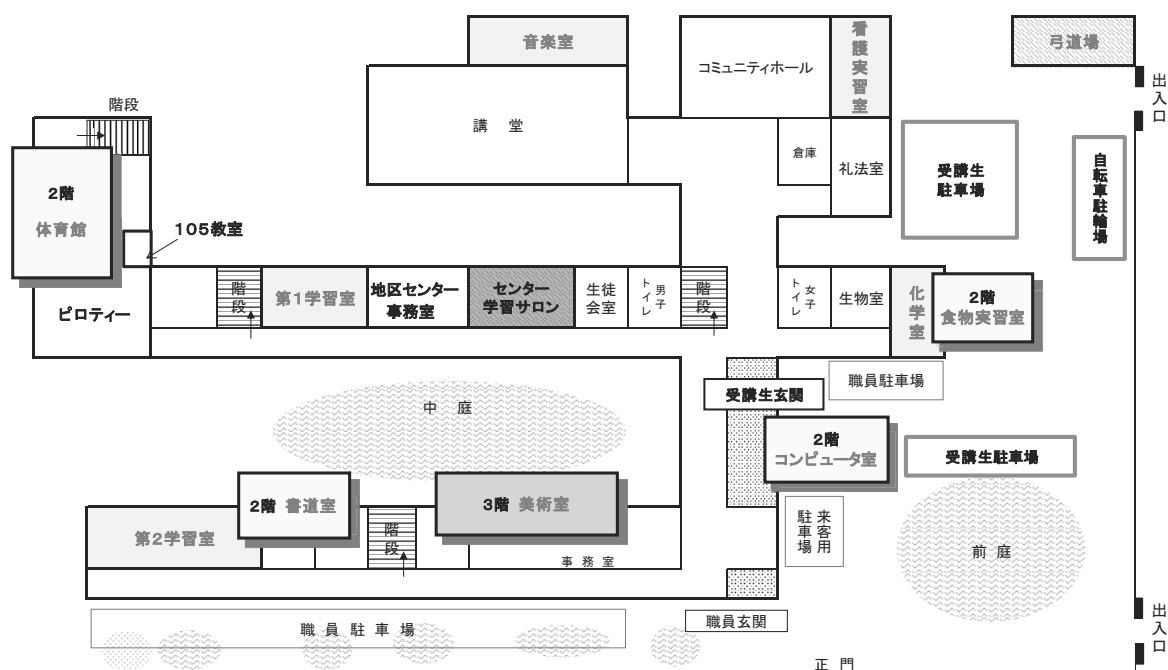 音楽室
コミュニティホール
看護実習室
弓道場
出入口
階段
講堂
倉庫
礼法室
受講生
駐車場
自転車駐輪場
2階
体育館
105教室
ピロティー
階段
第1学習室
地区センター
事務室
センター
学習サロン
生徒
会室
男子
トイレ
階段
女子
トイレ
生物室
化学室
2階
食物実習室
受講生玄関
職員駐車場
中庭
2階
コンピュータ室
受講生駐車場
2階 書道室
3階 美術室
第2学習室
階段
事務室
来客用
駐車場
前庭
職員駐車場
職員玄関
出入口
正門